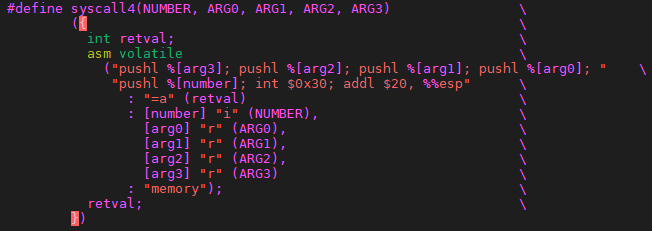 #define syscall4(NUMBER, ARG0, ARG1, ARG2, ARG3) \
({ \
int retval; \
asm volatile \
("pushl %[arg3]; pushl %[arg2]; pushl %[arg1]; pushl %[arg0]; " \
"pushl %[number]; int $0x30; addl $20, %%esp" \
: "=a" (retval) \
: [number] "i" (NUMBER), \
[arg0] "r" (ARG0), \
[arg1] "r" (ARG1), \
[arg2] "r" (ARG2), \
[arg3] "r" (ARG3) \
: "memory"); \
retval; \
})